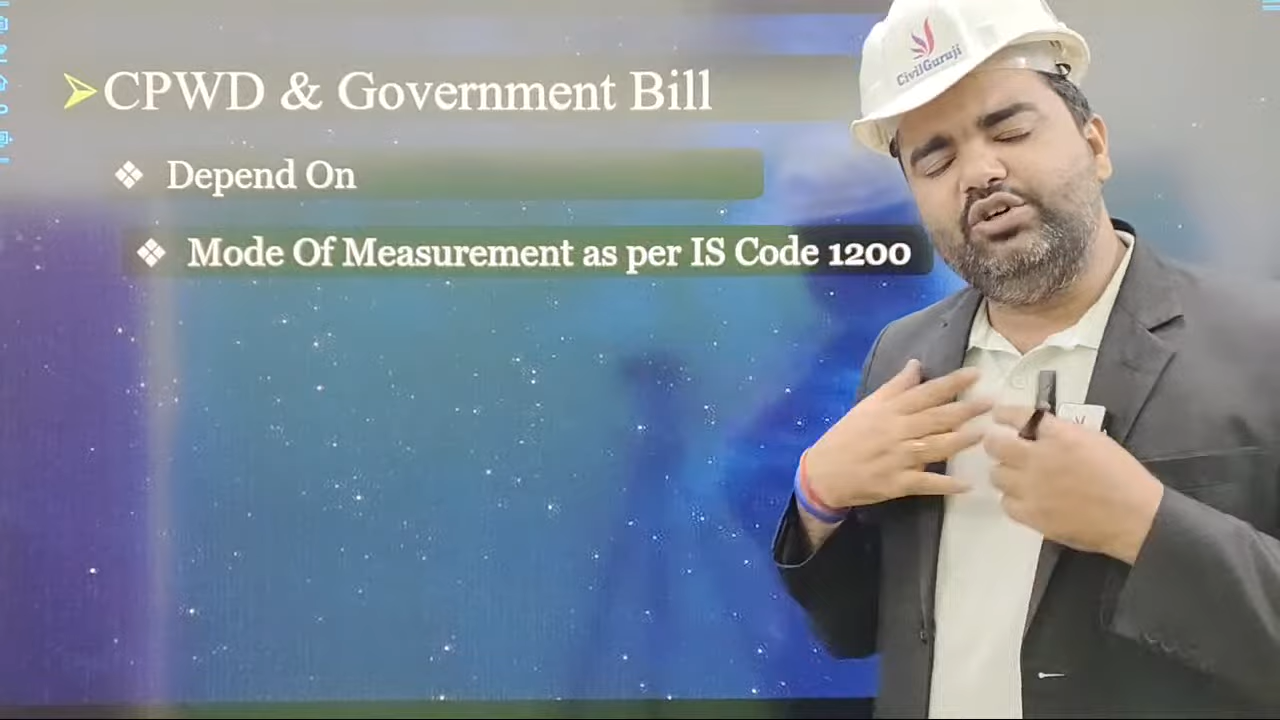 CPWD & Government Bill
Depend On
Mode Of Measurement as per IS Code 1200
CivilGuruji